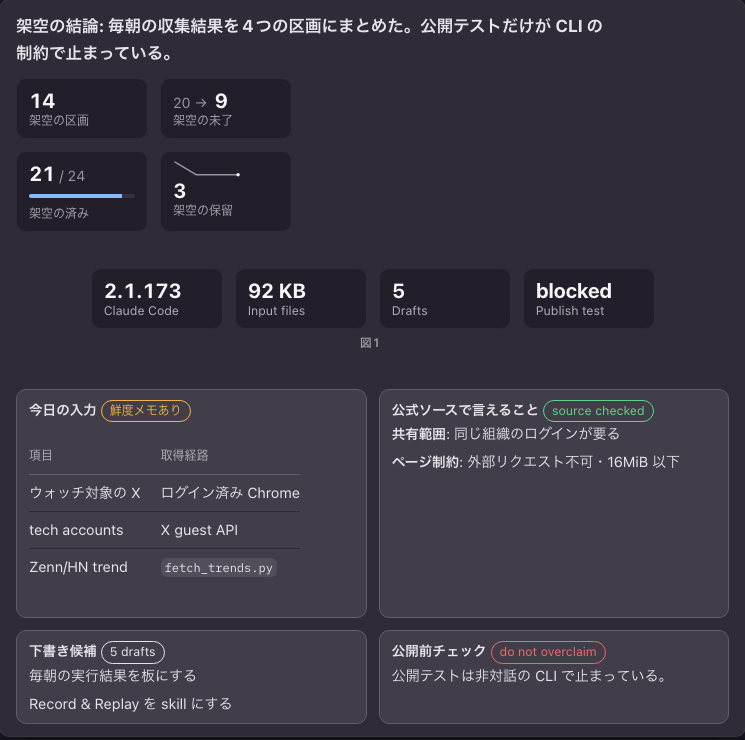 架空の結論: 毎朝の収集結果を4つの区画にまとめた。公開テストだけが CLI の
制約で止まっている。
14
架空の区画
20 → 9
架空の未了
21 / 24
架空の済み
3
架空の保留
2.1.173
Claude Code
92 KB
Input files
5
Drafts
blocked
Publish test
図1
今日の入力 鮮度メモあり
項目 取得経路
ウォッチ対象の X ログイン済み Chrome
tech accounts X guest API
Zenn/HN trend fetch_trends.py
公式ソースで言えること source checked
共有範囲: 同じ組織のログインが要る
ページ制約: 外部リクエスト不可・16MiB 以下
下書き候補 5 drafts
毎朝の実行結果を板にする
Record & Replay を skill にする
公開前チェック do not overclaim
公開テストは非対話の CLI で止まっている。